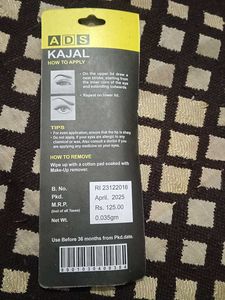 ADS
KAJAL
HOW TO APPLY
• On the upper lid draw a
new stroke, starting from
the inner corn of the eye
and extending outwards.
• Repeat on lower lid.
TIPS
• For eyes application, ensure that the tip is sharp
• Do not apply, if your eyes are allergic to any
chemical or wax, Also consult a doctor if you
are applying any medicine on your eyes.
HOW TO REMOVE
Wipe up with a cotton pad soaked with
Make-Up remover.
B. No. RI 23122016
Pkd. April, 2025
M.R.P. Rs. 125.00
(Incl of all Taxes)
Net Wt. 0.035gm
Use Before 36 months from Pkd.date